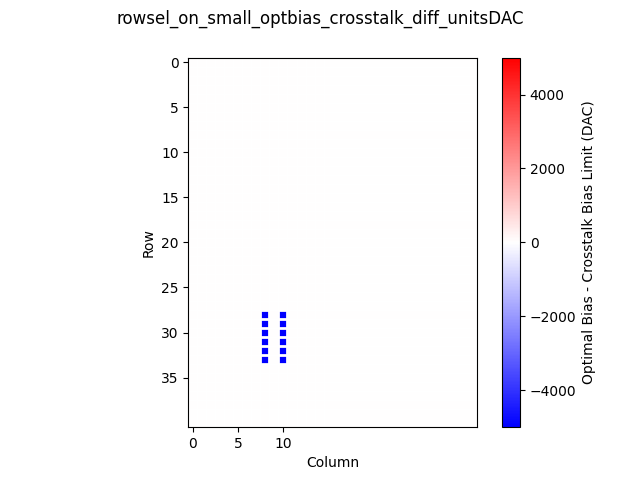 rowsel_on_small_optbias_crosstalk_diff_unitsDAC
0
5
10
15
20
25
30
35
Row
0 5 10
Column
4000
2000
0
−2000
−4000
Optimal Bias - Crosstalk Bias Limit (DAC)